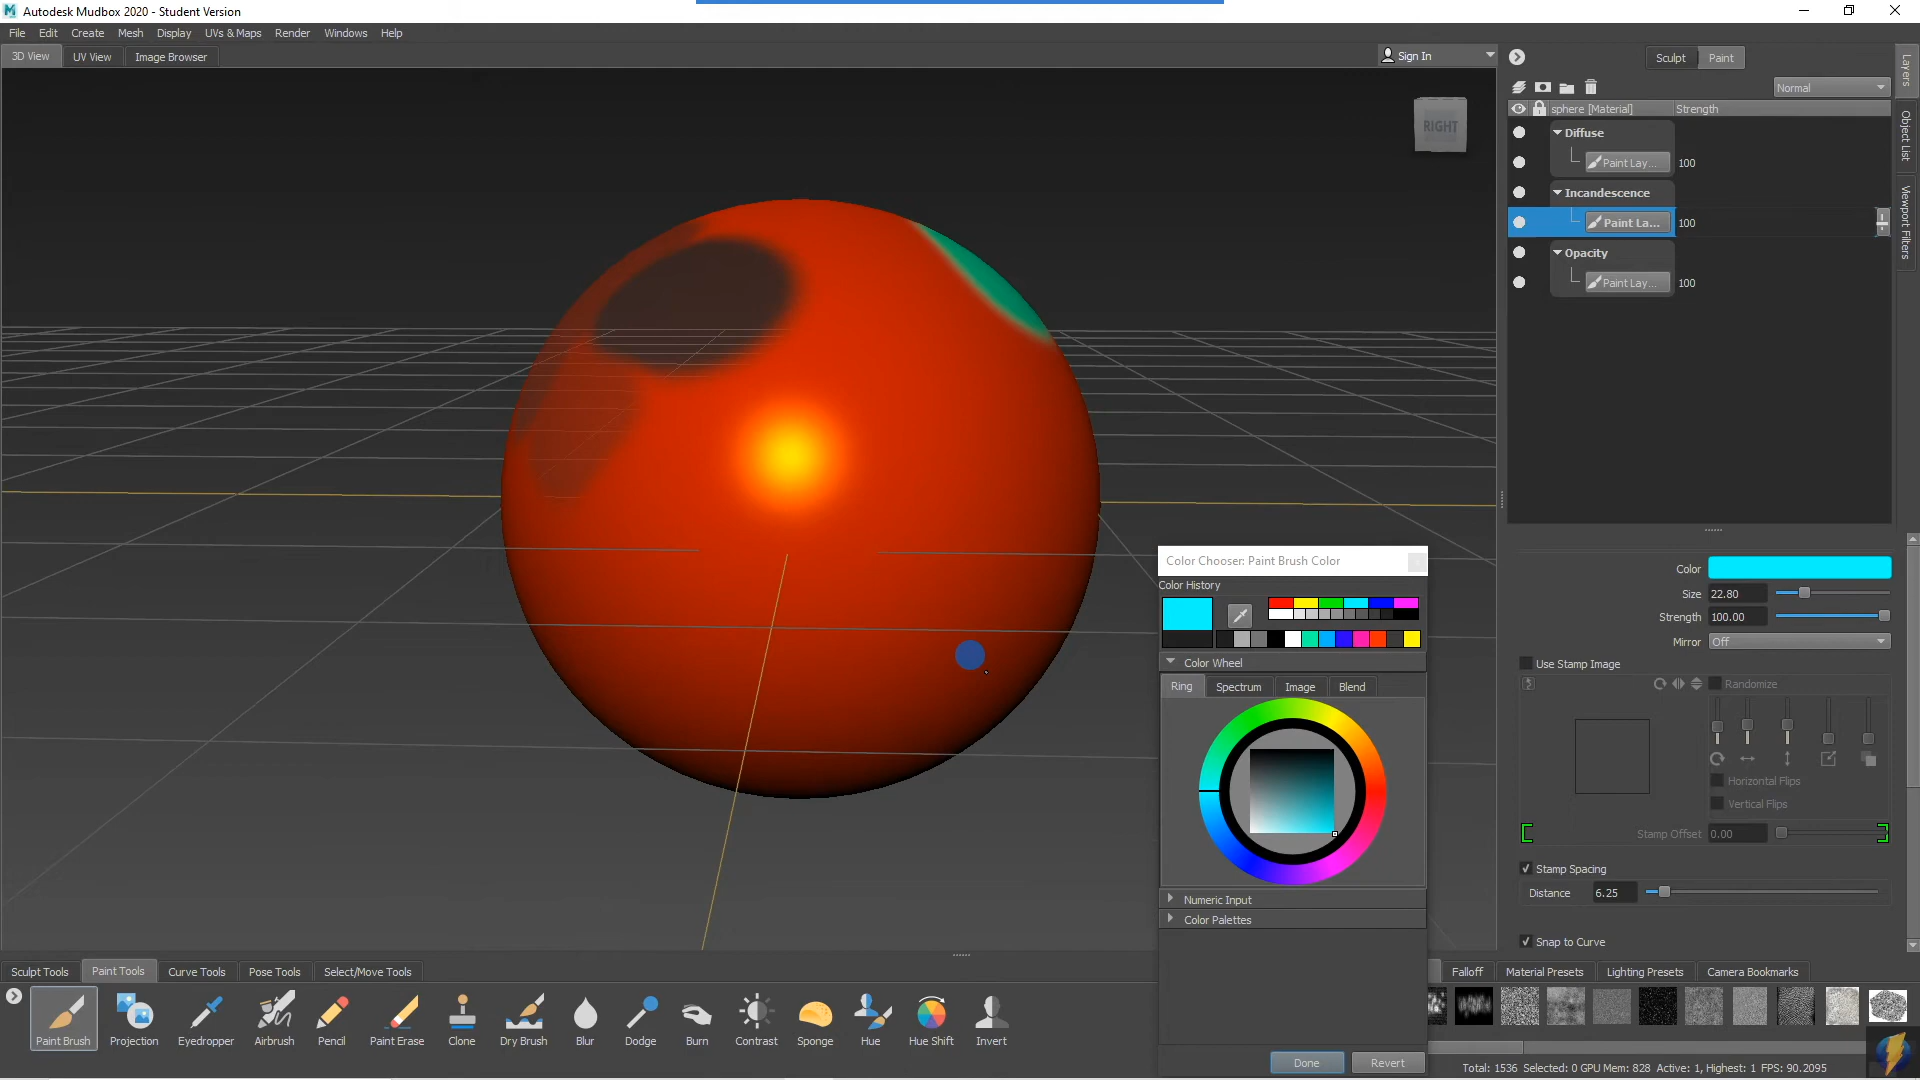 Autodesk Mudbox 2020 - Student Version
File Edit Create Mesh Display UVs & Maps Render Windows Help
3D View UV View Image Browser
Sign In
Sculpt Paint
Normal
sphere [Material] Strength
Diffuse
Paint Lay... 100
Incandescence
Paint La... 100
Opacity
Paint Lay... 100
Layers
Object List
Viewport Filters
RIGHT
Color
Size 22.80
Strength 100.00
Mirror Off
Use Stamp Image
Randomize
Horizontal Flips
Vertical Flips
Stamp Offset 0.00
Stamp Spacing
Distance 6.25
Snap to Curve
Color Chooser: Paint Brush Color
Color History
Color Wheel
Ring Spectrum Image Blend
Numeric Input
Color Palettes
Done Revert
Sculpt Tools Paint Tools Curve Tools Pose Tools Select/Move Tools
Falloff Material Presets Lighting Presets Camera Bookmarks
Paint Brush Projection Eyedropper Airbrush Pencil Paint Erase Clone Dry Brush Blur Dodge Burn Contrast Sponge Hue Hue Shift Invert
Total: 1536 Selected: 0 GPU Mem: 828 Active: 1, Highest: 1 FPS: 90.2095